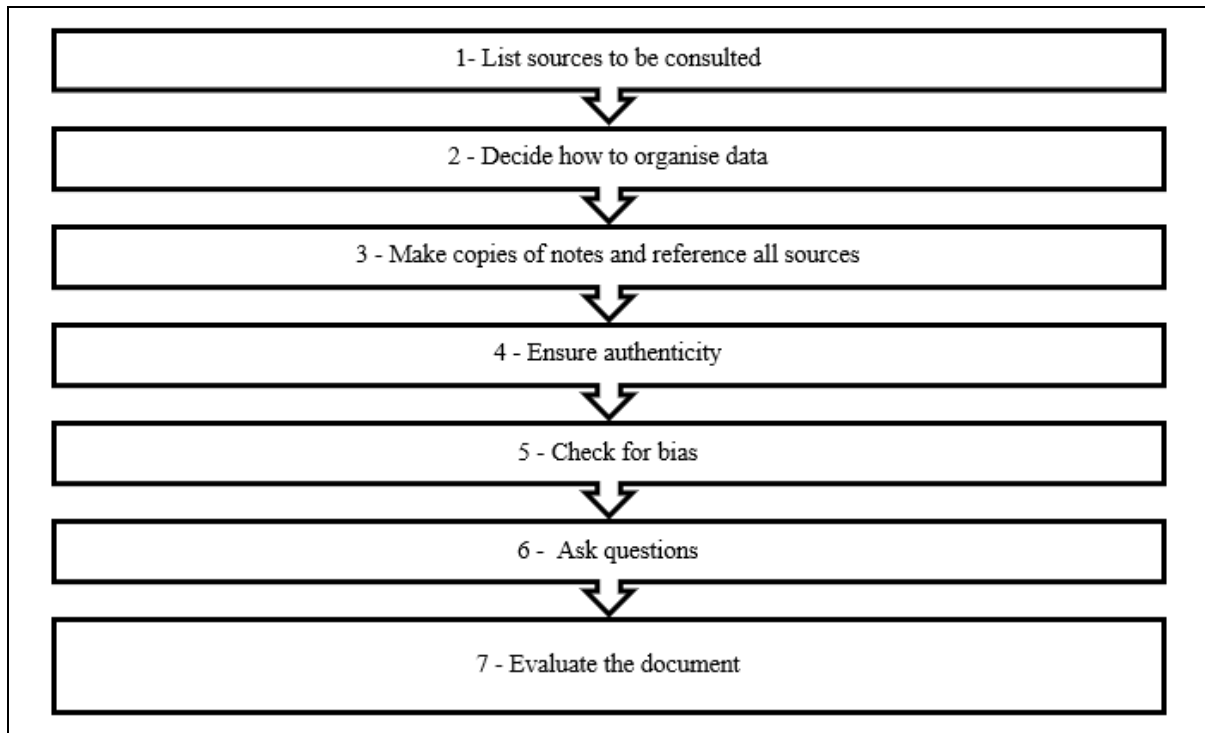 1- List sources to be consulted
2 - Decide how to organise data
3 - Make copies of notes and reference all sources
4 - Ensure authenticity
5 - Check for bias
6 -  Ask questions
7 - Evaluate the document